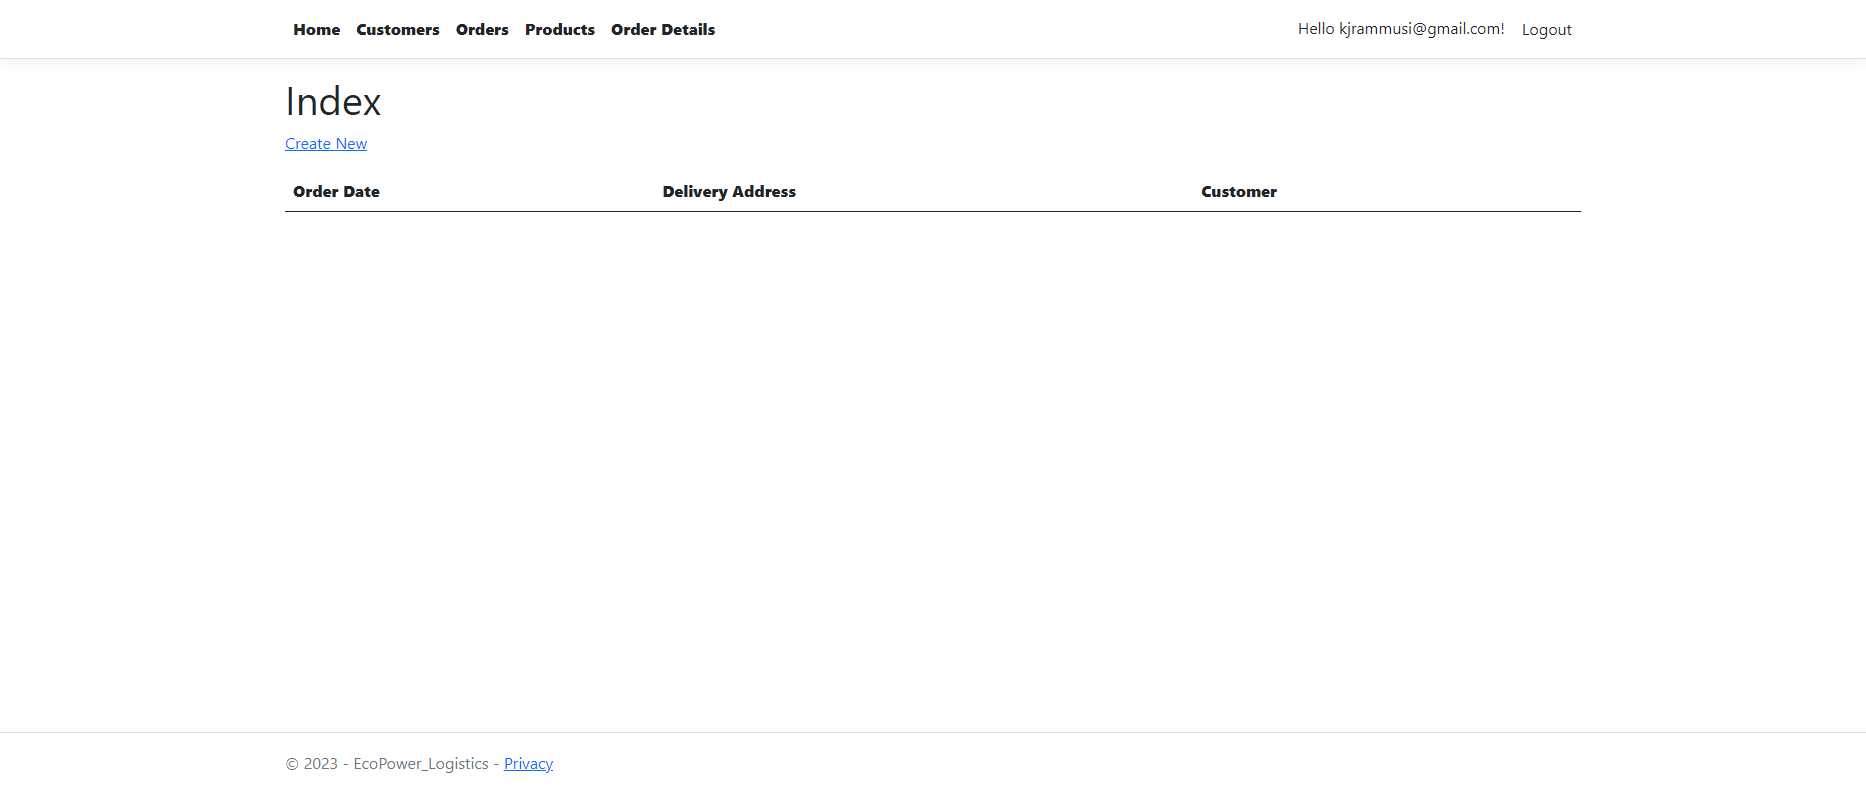 Home Customers Orders Products Order Details Hello kjrammusi@gmail.com! Logout
Index
Create New
Order Date Delivery Address Customer
© 2023 - EcoPower_Logistics - Privacy